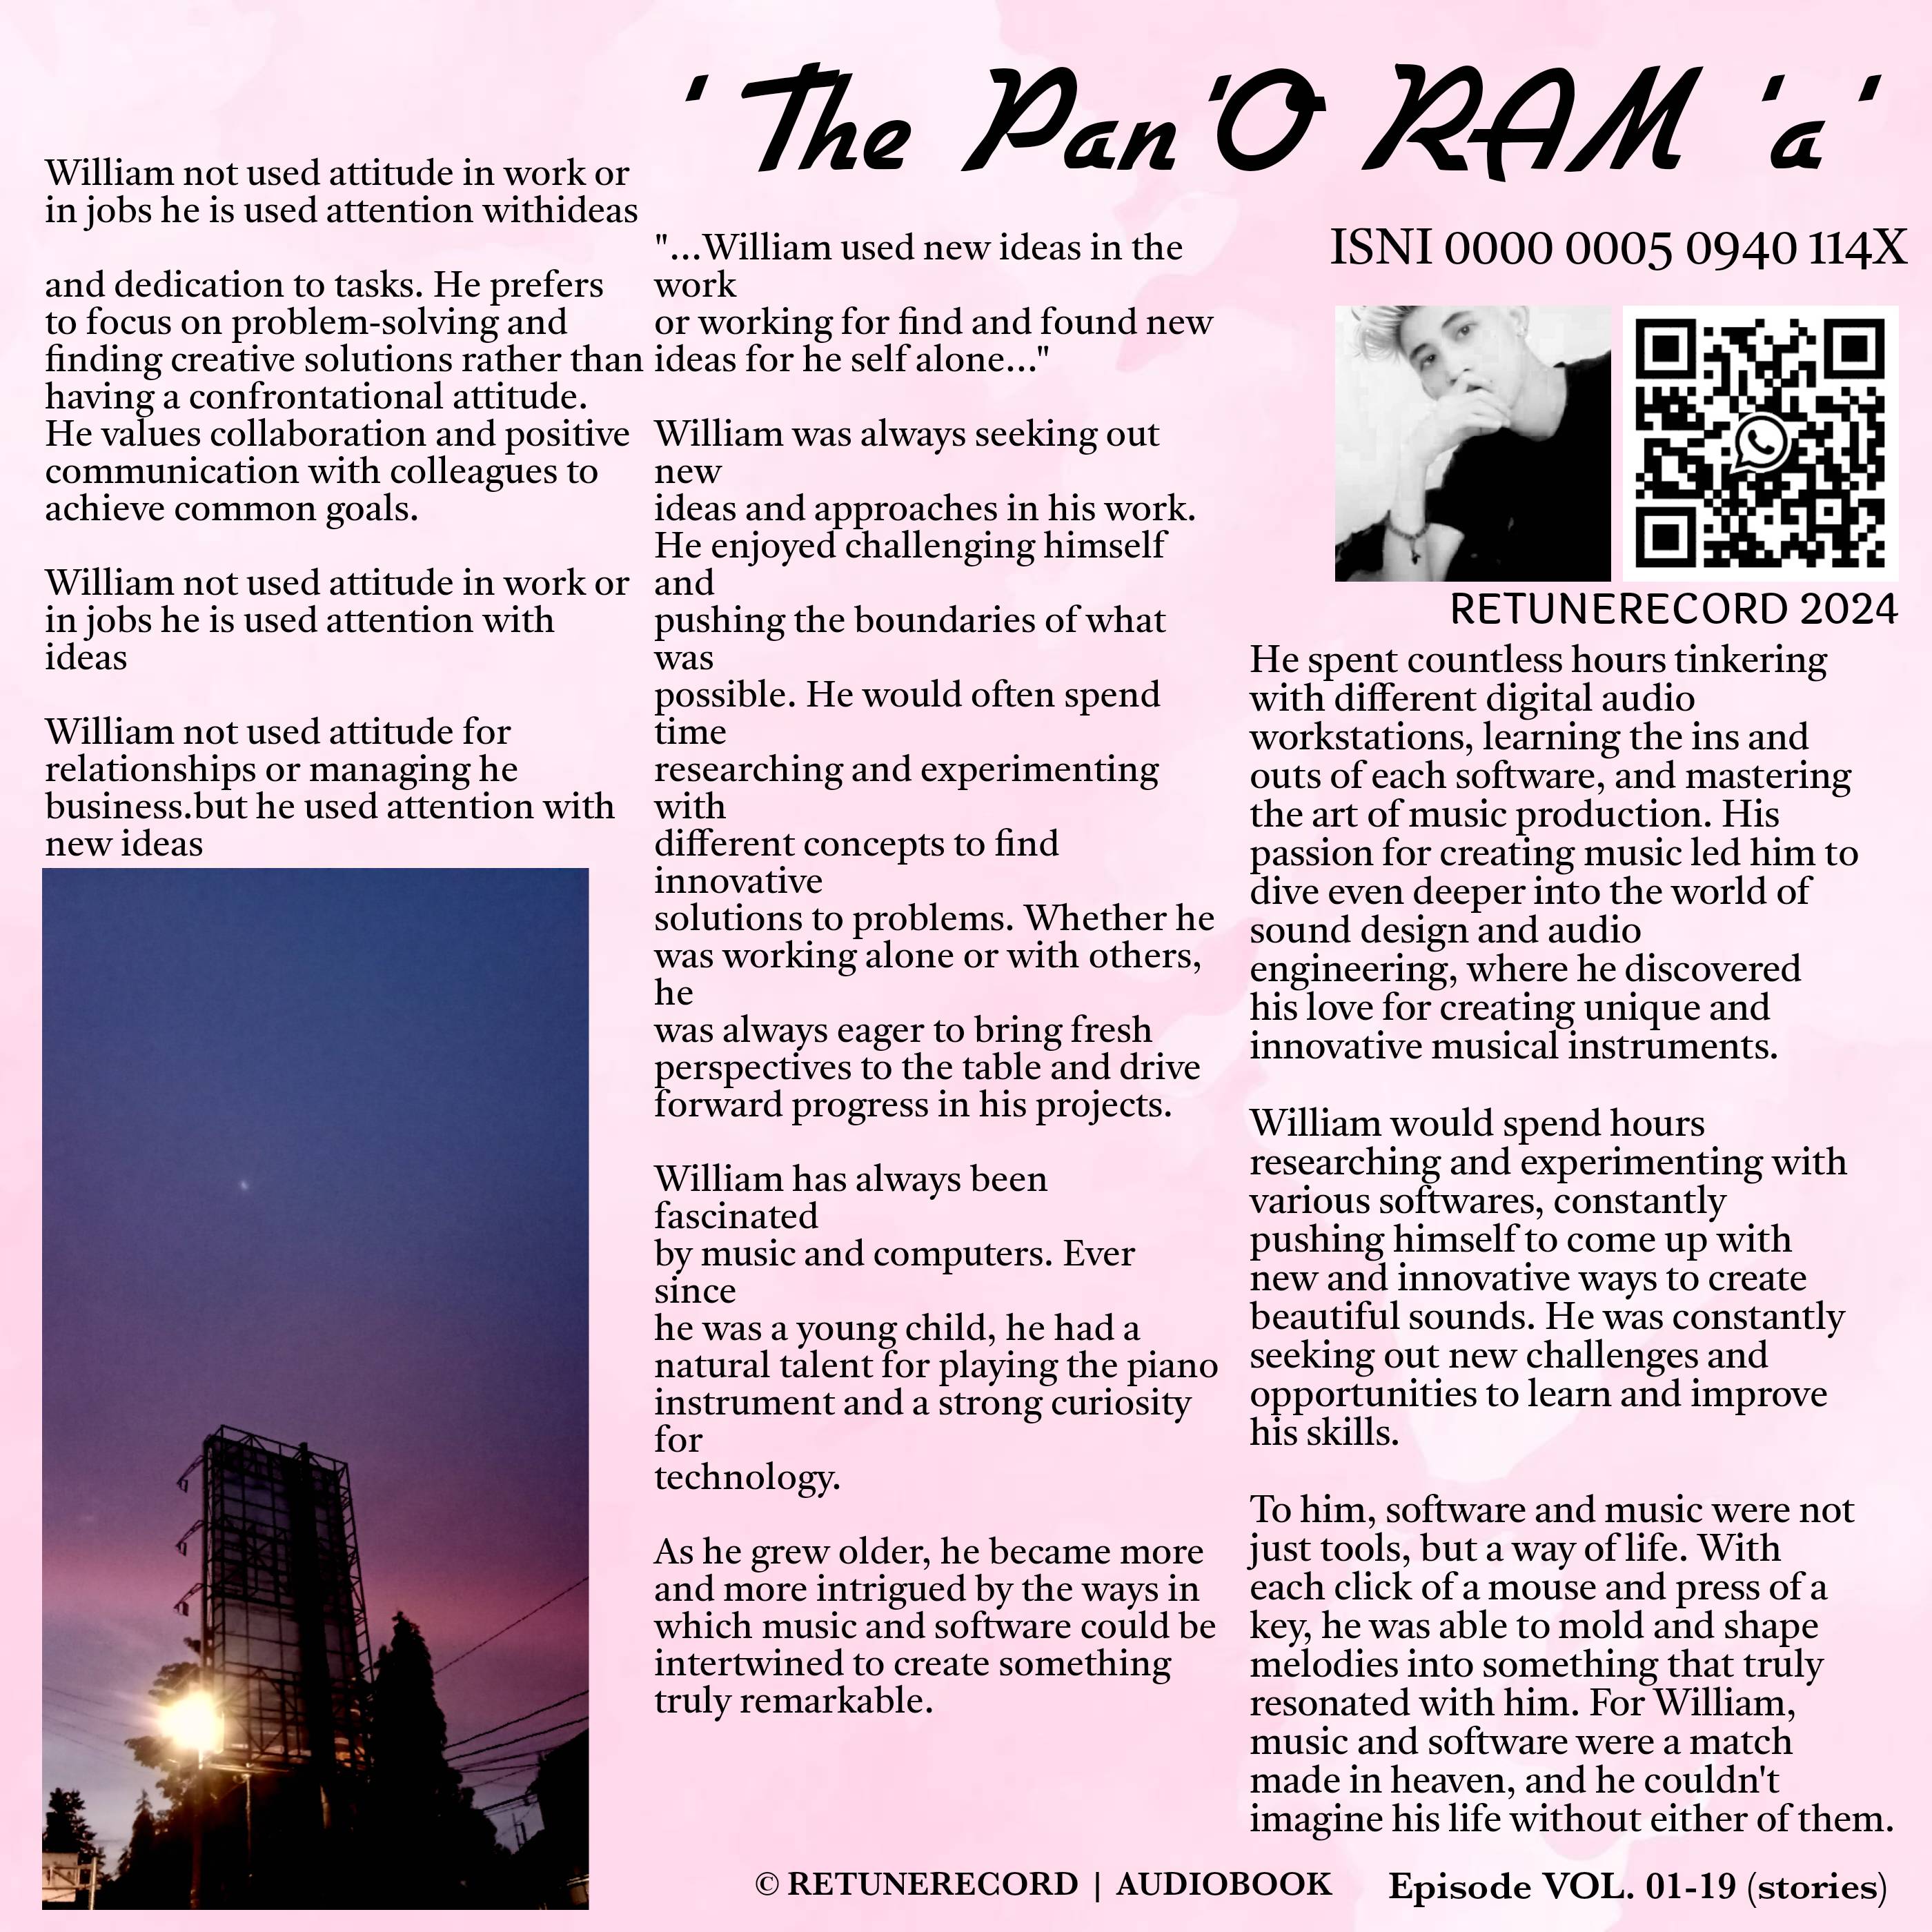 ' The Pan 'O RAM 'a '
William not used attitude in work or
in jobs he is used attention withideas
and dedication to tasks. He prefers
to focus on problem-solving and
finding creative solutions rather than
having a confrontational attitude.
He values collaboration and positive
communication with colleagues to
achieve common goals.
William not used attitude in work or
in jobs he is used attention with
ideas
William not used attitude for
relationships or managing he
business.but he used attention with
new ideas
"...William used new ideas in the
work
or working for find and found new
ideas for he self alone..."
William was always seeking out
new
ideas and approaches in his work.
He enjoyed challenging himself
and
pushing the boundaries of what
was
possible. He would often spend
time
researching and experimenting
with
different concepts to find
innovative
solutions to problems. Whether he
was working alone or with others,
he
was always eager to bring fresh
perspectives to the table and drive
forward progress in his projects.
William has always been
fascinated
by music and computers. Ever
since
he was a young child, he had a
natural talent for playing the piano
instrument and a strong curiosity
for
technology.
As he grew older, he became more
and more intrigued by the ways in
which music and software could be
intertwined to create something
truly remarkable.
ISNI 0000 0005 0940 114X
RETUNERECORD 2024
He spent countless hours tinkering
with different digital audio
workstations, learning the ins and
outs of each software, and mastering
the art of music production. His
passion for creating music led him to
dive even deeper into the world of
sound design and audio
engineering, where he discovered
his love for creating unique and
innovative musical instruments.
William would spend hours
researching and experimenting with
various softwares, constantly
pushing himself to come up with
new and innovative ways to create
beautiful sounds. He was constantly
seeking out new challenges and
opportunities to learn and improve
his skills.
To him, software and music were not
just tools, but a way of life. With
each click of a mouse and press of a
key, he was able to mold and shape
melodies into something that truly
resonated with him. For William,
music and software were a match
made in heaven, and he couldn't
imagine his life without either of them.
© RETUNERECORD | AUDIOBOOK
Episode VOL. 01-19 (stories)